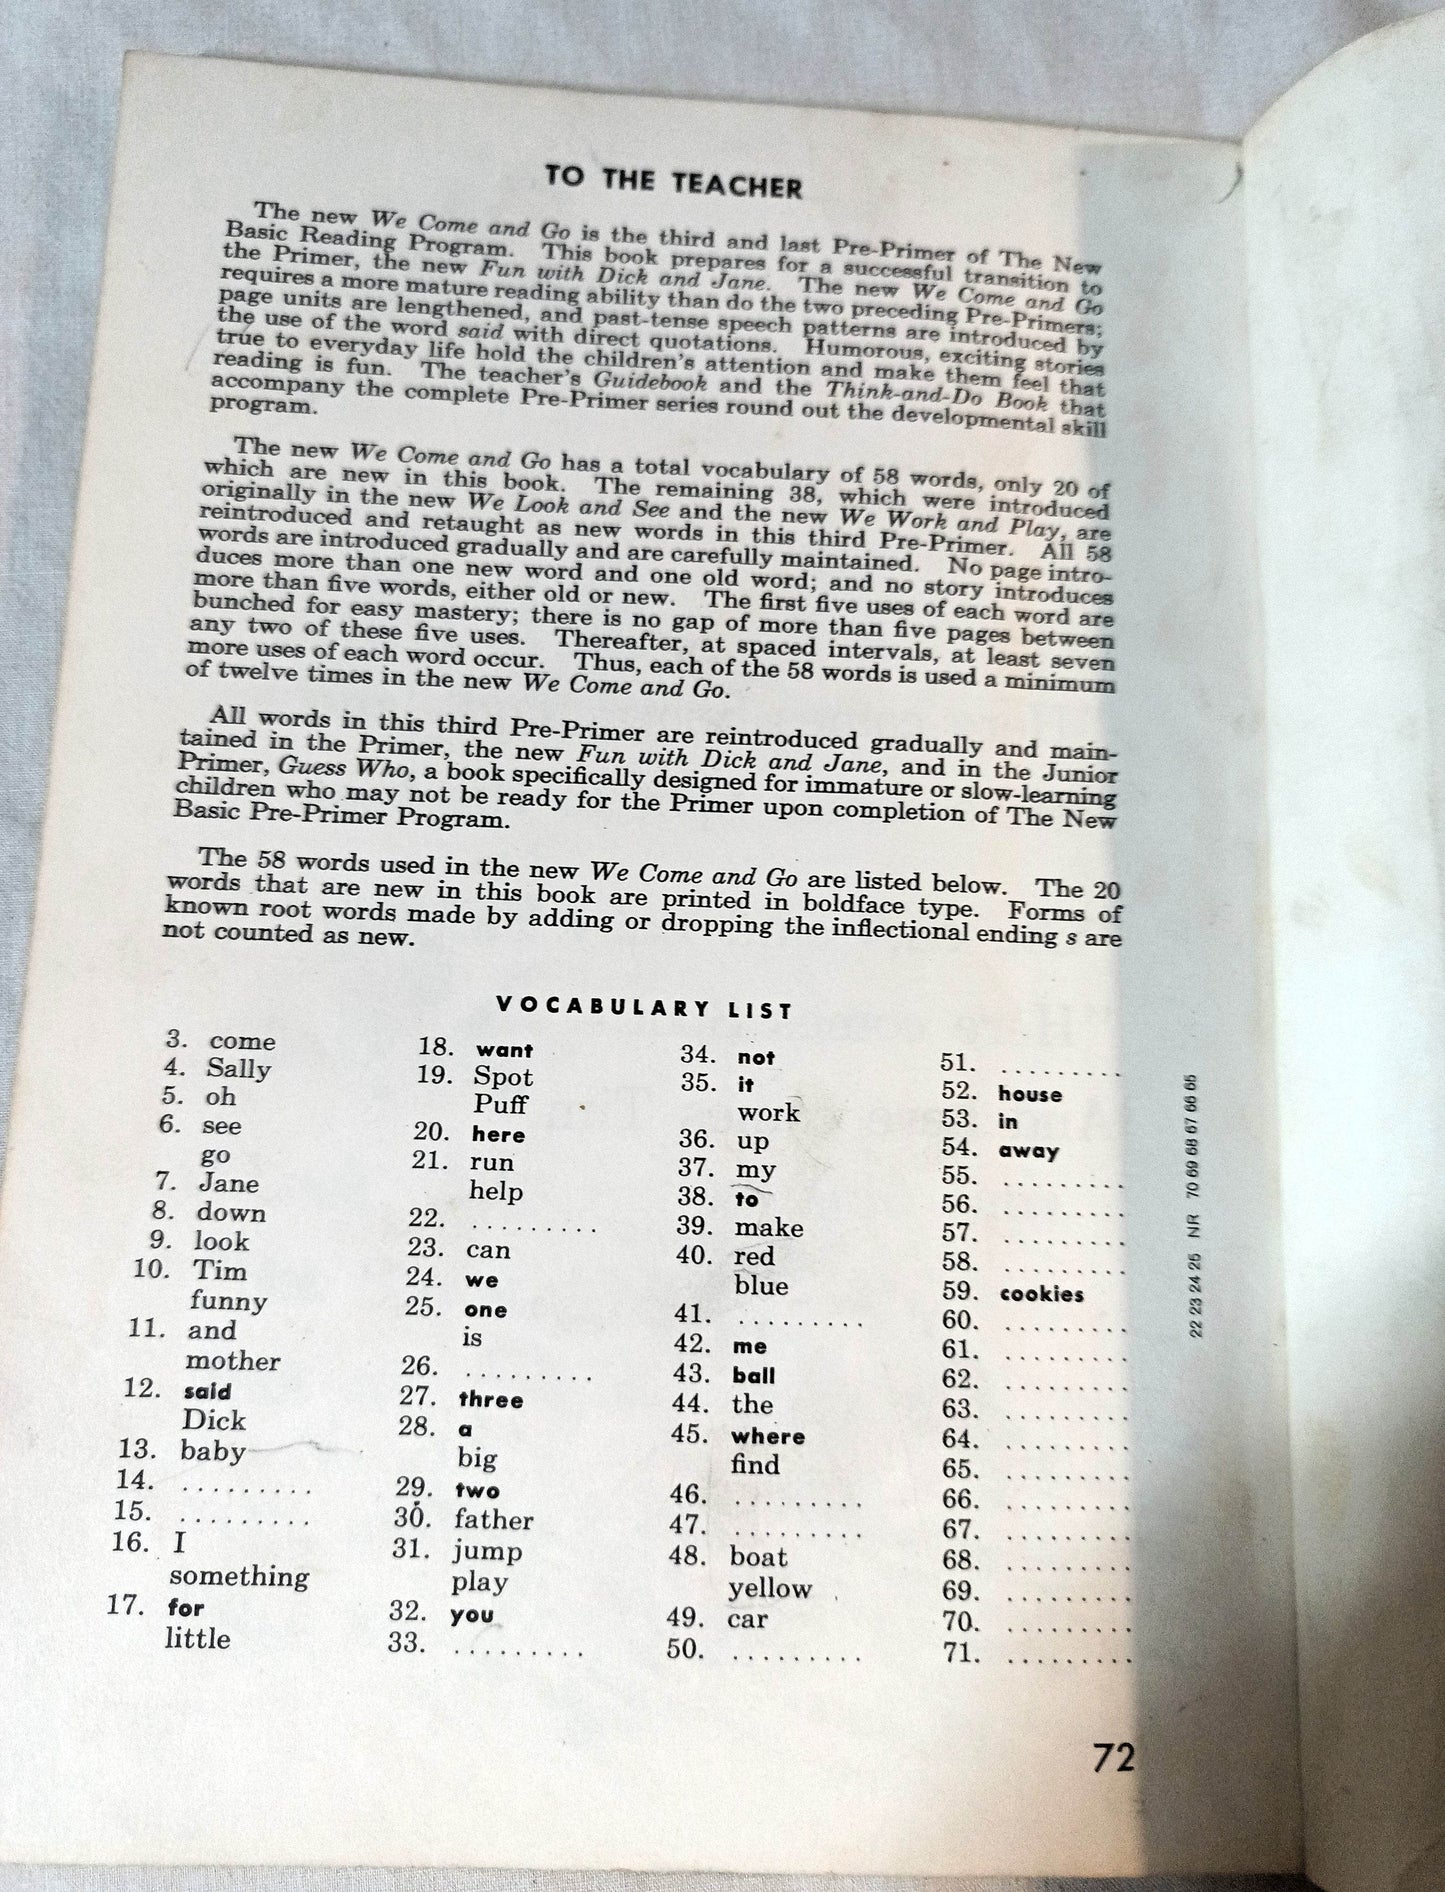 TO THE TEACHER
The new We Come and Go is the third and last Pre-Primer of The New
Basic Reading Program. This book prepares for a successful transition to
the Primer, the new Fun with Dick and Jane. The new We Come and Go
requires a more mature reading ability than do the two preceding Pre-Primers;
page units are lengthened, and past-tense speech patterns are introduced by
the use of the word said with direct quotations. Humorous, exciting stories
true to everyday life hold the children's attention and make them feel that
reading is fun. The teacher's Guidebook and the Think-and-Do Book that
accompany the complete Pre-Primer series round out the developmental skill
program.
The new We Come and Go has a total vocabulary of 58 words, only 20 of
which are new in this book. The remaining 38, which were introduced
originally in the new We Look and See and the new We Work and Play, are
reintroduced and retaught as new words in this third Pre-Primer. All 58
words are introduced gradually and are carefully maintained. No page intro-
duces more than one new word and one old word; and no story introduces
more than five words, either old or new. The first five uses of each word are
bunched for easy mastery; there is no gap of more than five pages between
any two of these five uses. Thereafter, at spaced intervals, at least seven
more uses of each word occur. Thus, each of the 58 words is used a minimum
of twelve times in the new We Come and Go.
All words in this third Pre-Primer are reintroduced gradually and main-
tained in the Primer, the new Fun with Dick and Jane, and in the Junior
Primer, Guess Who, a book specifically designed for immature or slow-learning
children who may not be ready for the Primer upon completion of The New
Basic Pre-Primer Program.
The 58 words used in the new We Come and Go are listed below. The 20
words that are new in this book are printed in boldface type. Forms of
known root words made by adding or dropping the inflectional ending s are
not counted as new.
VOCABULARY LIST
3. come
4. Sally
5. oh
6. see
go
7. Jane
8. down
9. look
10. Tim
funny
11. and
mother
12. said
Dick
13. baby
14. . . . . . . . . .
15. . . . . . . . . .
16. I
something
17. for
little
18. want
19. Spot
Puff
20. here
21. run
help
22. . . . . . . . . .
23. can
24. we
25. one
is
26. . . . . . . . . .
27. three
28. a
big
29. two
30. father
31. jump
play
32. you
33. . . . . . . . . .
34. not
35. it
work
36. up
37. my
38. to
39. make
40. red
blue
41. . . . . . . . . .
42. me
43. ball
44. the
45. where
find
46. . . . . . . . . .
47. . . . . . . . . .
48. boat
yellow
49. car
50. . . . . . . . . .
51. . . . . . . . . .
52. house
53. in
54. away
55. . . . . . . . . .
56. . . . . . . . . .
57. . . . . . . . . .
58. . . . . . . . . .
59. cookies
60. . . . . . . . . .
61. . . . . . . . . .
62. . . . . . . . . .
63. . . . . . . . . .
64. . . . . . . . . .
65. . . . . . . . . .
66. . . . . . . . . .
67. . . . . . . . . .
68. . . . . . . . . .
69. . . . . . . . . .
70. . . . . . . . . .
71. . . . . . . . . .
22 23 24 25 NR 70 69 68 67 66 65
72